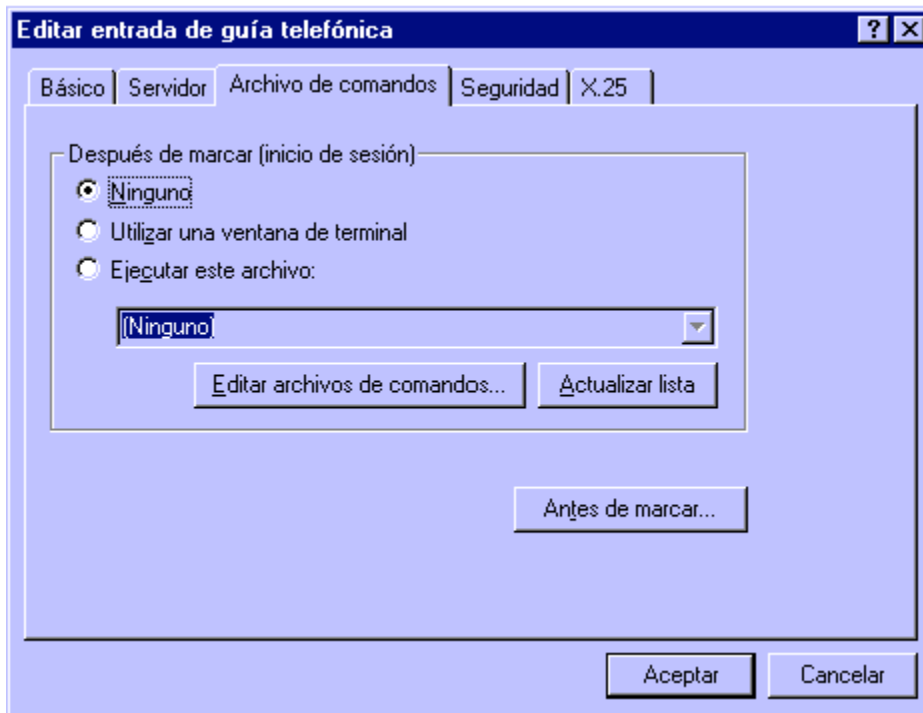 Editar entrada de guía telefónica
Básico Servidor Archivo de comandos Seguridad X.25
Después de marcar (inicio de sesión)
Ninguno
Utilizar una ventana de terminal
Ejecutar este archivo:
(Ninguno)
Editar archivos de comandos... Actualizar lista
Antes de marcar...
Aceptar Cancelar